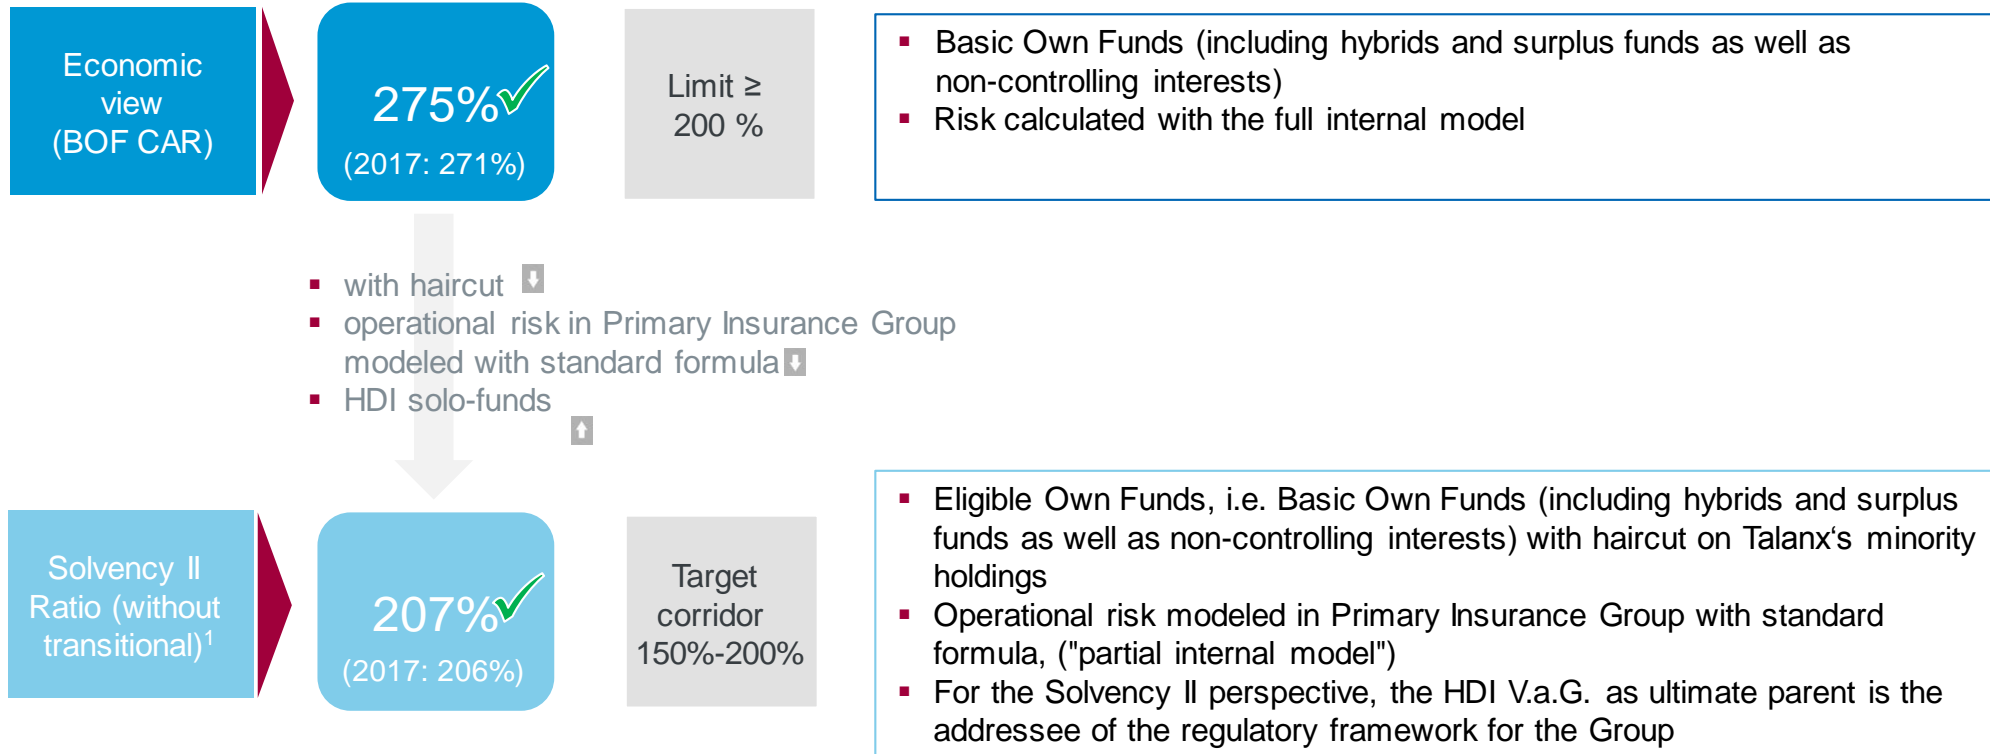 Economic
view
(BOF CAR)
275%
(2017: 271%)
Limit ≥
200 %
▪ Basic Own Funds (including hybrids and surplus funds as well as
non-controlling interests)
▪ Risk calculated with the full internal model
▪ with haircut
▪ operational risk in Primary Insurance Group
modeled with standard formula
▪ HDI solo-funds
Solvency II
Ratio (without
transitional)¹
207%
(2017: 206%)
Target
corridor
150%-200%
▪ Eligible Own Funds, i.e. Basic Own Funds (including hybrids and surplus
funds as well as non-controlling interests) with haircut on Talanx‘s minority
holdings
▪ Operational risk modeled in Primary Insurance Group with standard
formula, ("partial internal model")
▪ For the Solvency II perspective, the HDI V.a.G. as ultimate parent is the
addressee of the regulatory framework for the Group